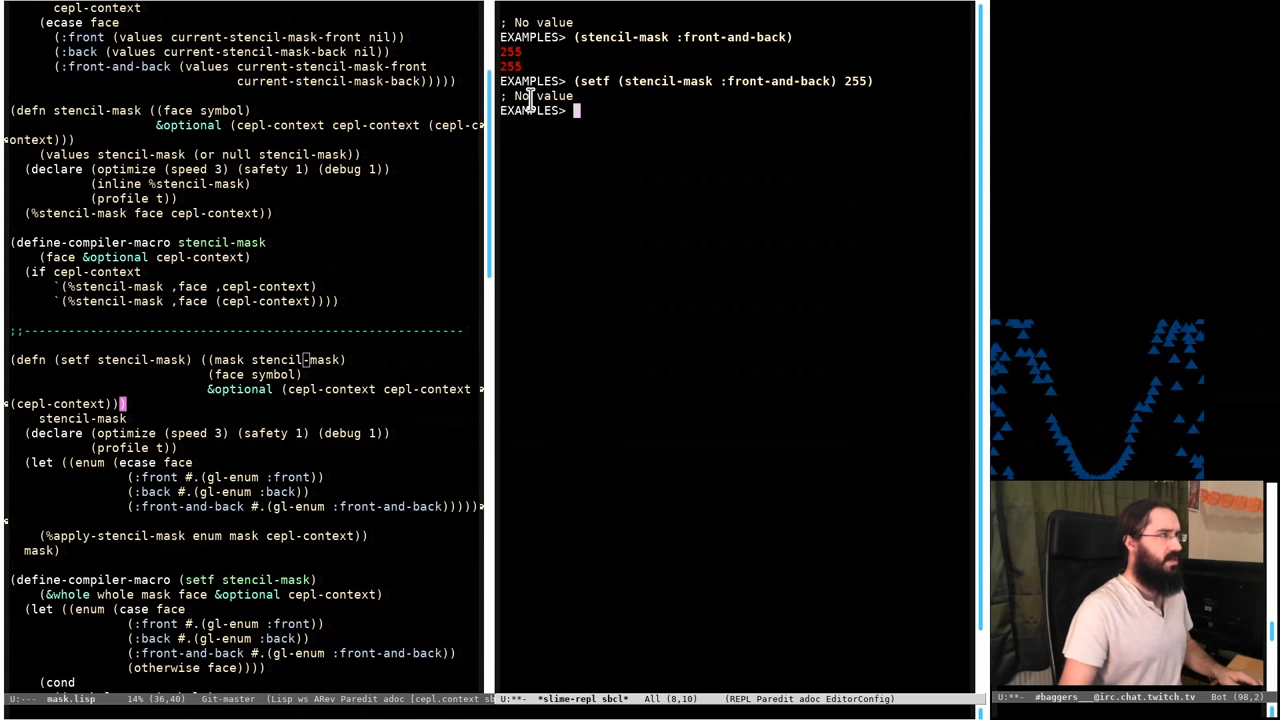 cepl-context
(ecase face
(:front (values current-stencil-mask-front nil))
(:back (values current-stencil-mask-back nil))
(:front-and-back (values current-stencil-mask-front
current-stencil-mask-back)))))
(defn stencil-mask ((face symbol)
&optional (cepl-context cepl-context (cepl-c
ontext)))
(values stencil-mask (or null stencil-mask))
(declare (optimize (speed 3) (safety 1) (debug 1))
(inline %stencil-mask)
(profile t))
(%stencil-mask face cepl-context))
(define-compiler-macro stencil-mask
(face &optional cepl-context)
(if cepl-context
`(%stencil-mask ,face ,cepl-context)
`(%stencil-mask ,face (cepl-context))))
;;------------------------------------------------------------
(defn (setf stencil-mask) ((mask stencil-mask)
(face symbol)
&optional (cepl-context cepl-context
(cepl-context)))
stencil-mask
(declare (optimize (speed 3) (safety 1) (debug 1))
(profile t))
(let ((enum (ecase face
(:front #.(gl-enum :front))
(:back #.(gl-enum :back))
(:front-and-back #.(gl-enum :front-and-back)))))
(%apply-stencil-mask enum mask cepl-context))
mask)
(define-compiler-macro (setf stencil-mask)
(&whole whole mask face &optional cepl-context)
(let ((enum (case face
(:front #.(gl-enum :front))
(:back #.(gl-enum :back))
(:front-and-back #.(gl-enum :front-and-back))
(otherwise face))))
(cond
U:--- mask.lisp 14% (36,40) Git-master (Lisp ws ARev Paredit adoc [cepl.context sb
; No value
EXAMPLES> (stencil-mask :front-and-back)
255
255
EXAMPLES> (setf (stencil-mask :front-and-back) 255)
; No value
EXAMPLES>
U:**- *slime-repl sbcl* All (8,10) (REPL Paredit adoc EditorConfig)
U:**- #baggers___@irc.chat.twitch.tv Bot (98,2)